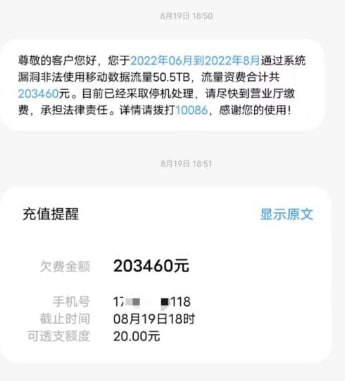 8月19日 18:50
尊敬的客户您好，您于2022年06月到2022年8月通过系统
漏洞非法使用移动数据流量50.5TB，流量资费合计共
203460元。目前已经采取停机处理，请尽快到营业厅缴
费，承担法律责任。详情请拨打10086，感谢您的使用！
8月19日 18:51
充值提醒 显示原文
欠费金额 203460元
手机号 17 118
截止时间 08月19日18时
可透支额度 20.00元